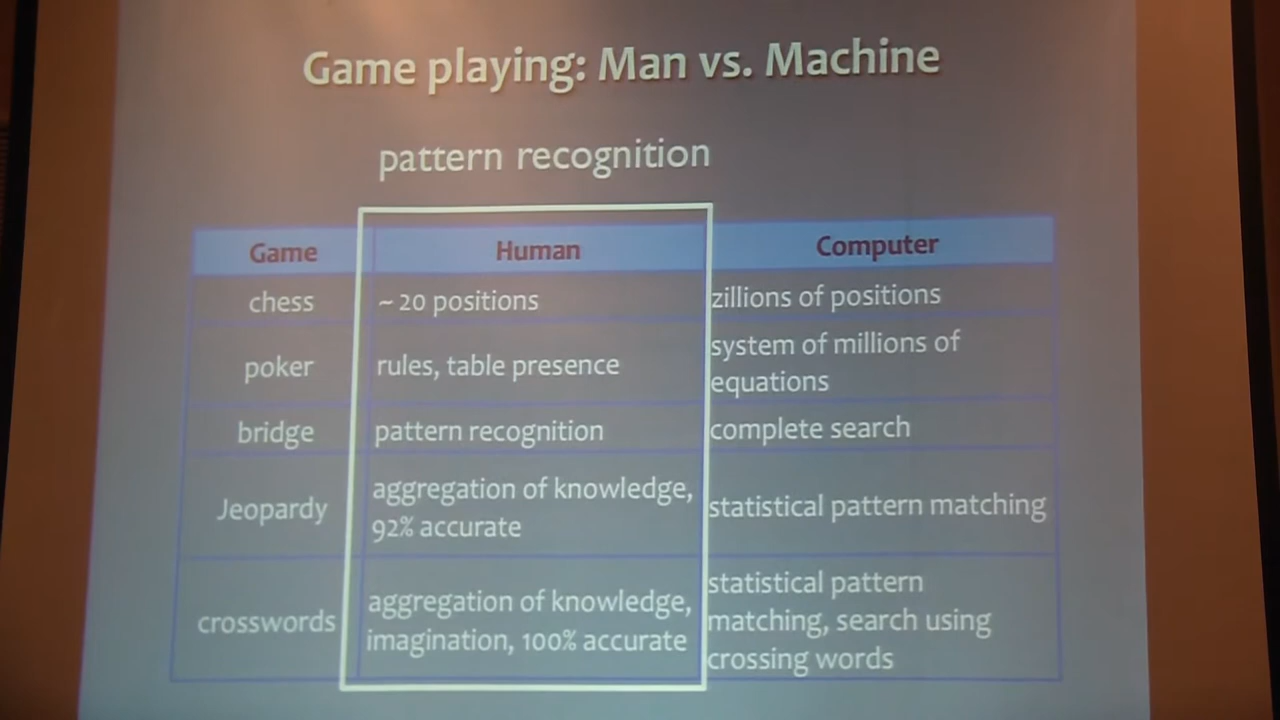 Game playing: Man vs. Machine
pattern recognition
Game Human Computer
chess ~ 20 positions zillions of positions
poker rules, table presence system of millions of
equations
bridge pattern recognition complete search
Jeopardy aggregation of knowledge,
92% accurate statistical pattern matching
crosswords aggregation of knowledge,
imagination, 100% accurate statistical pattern
matching, search using
crossing words